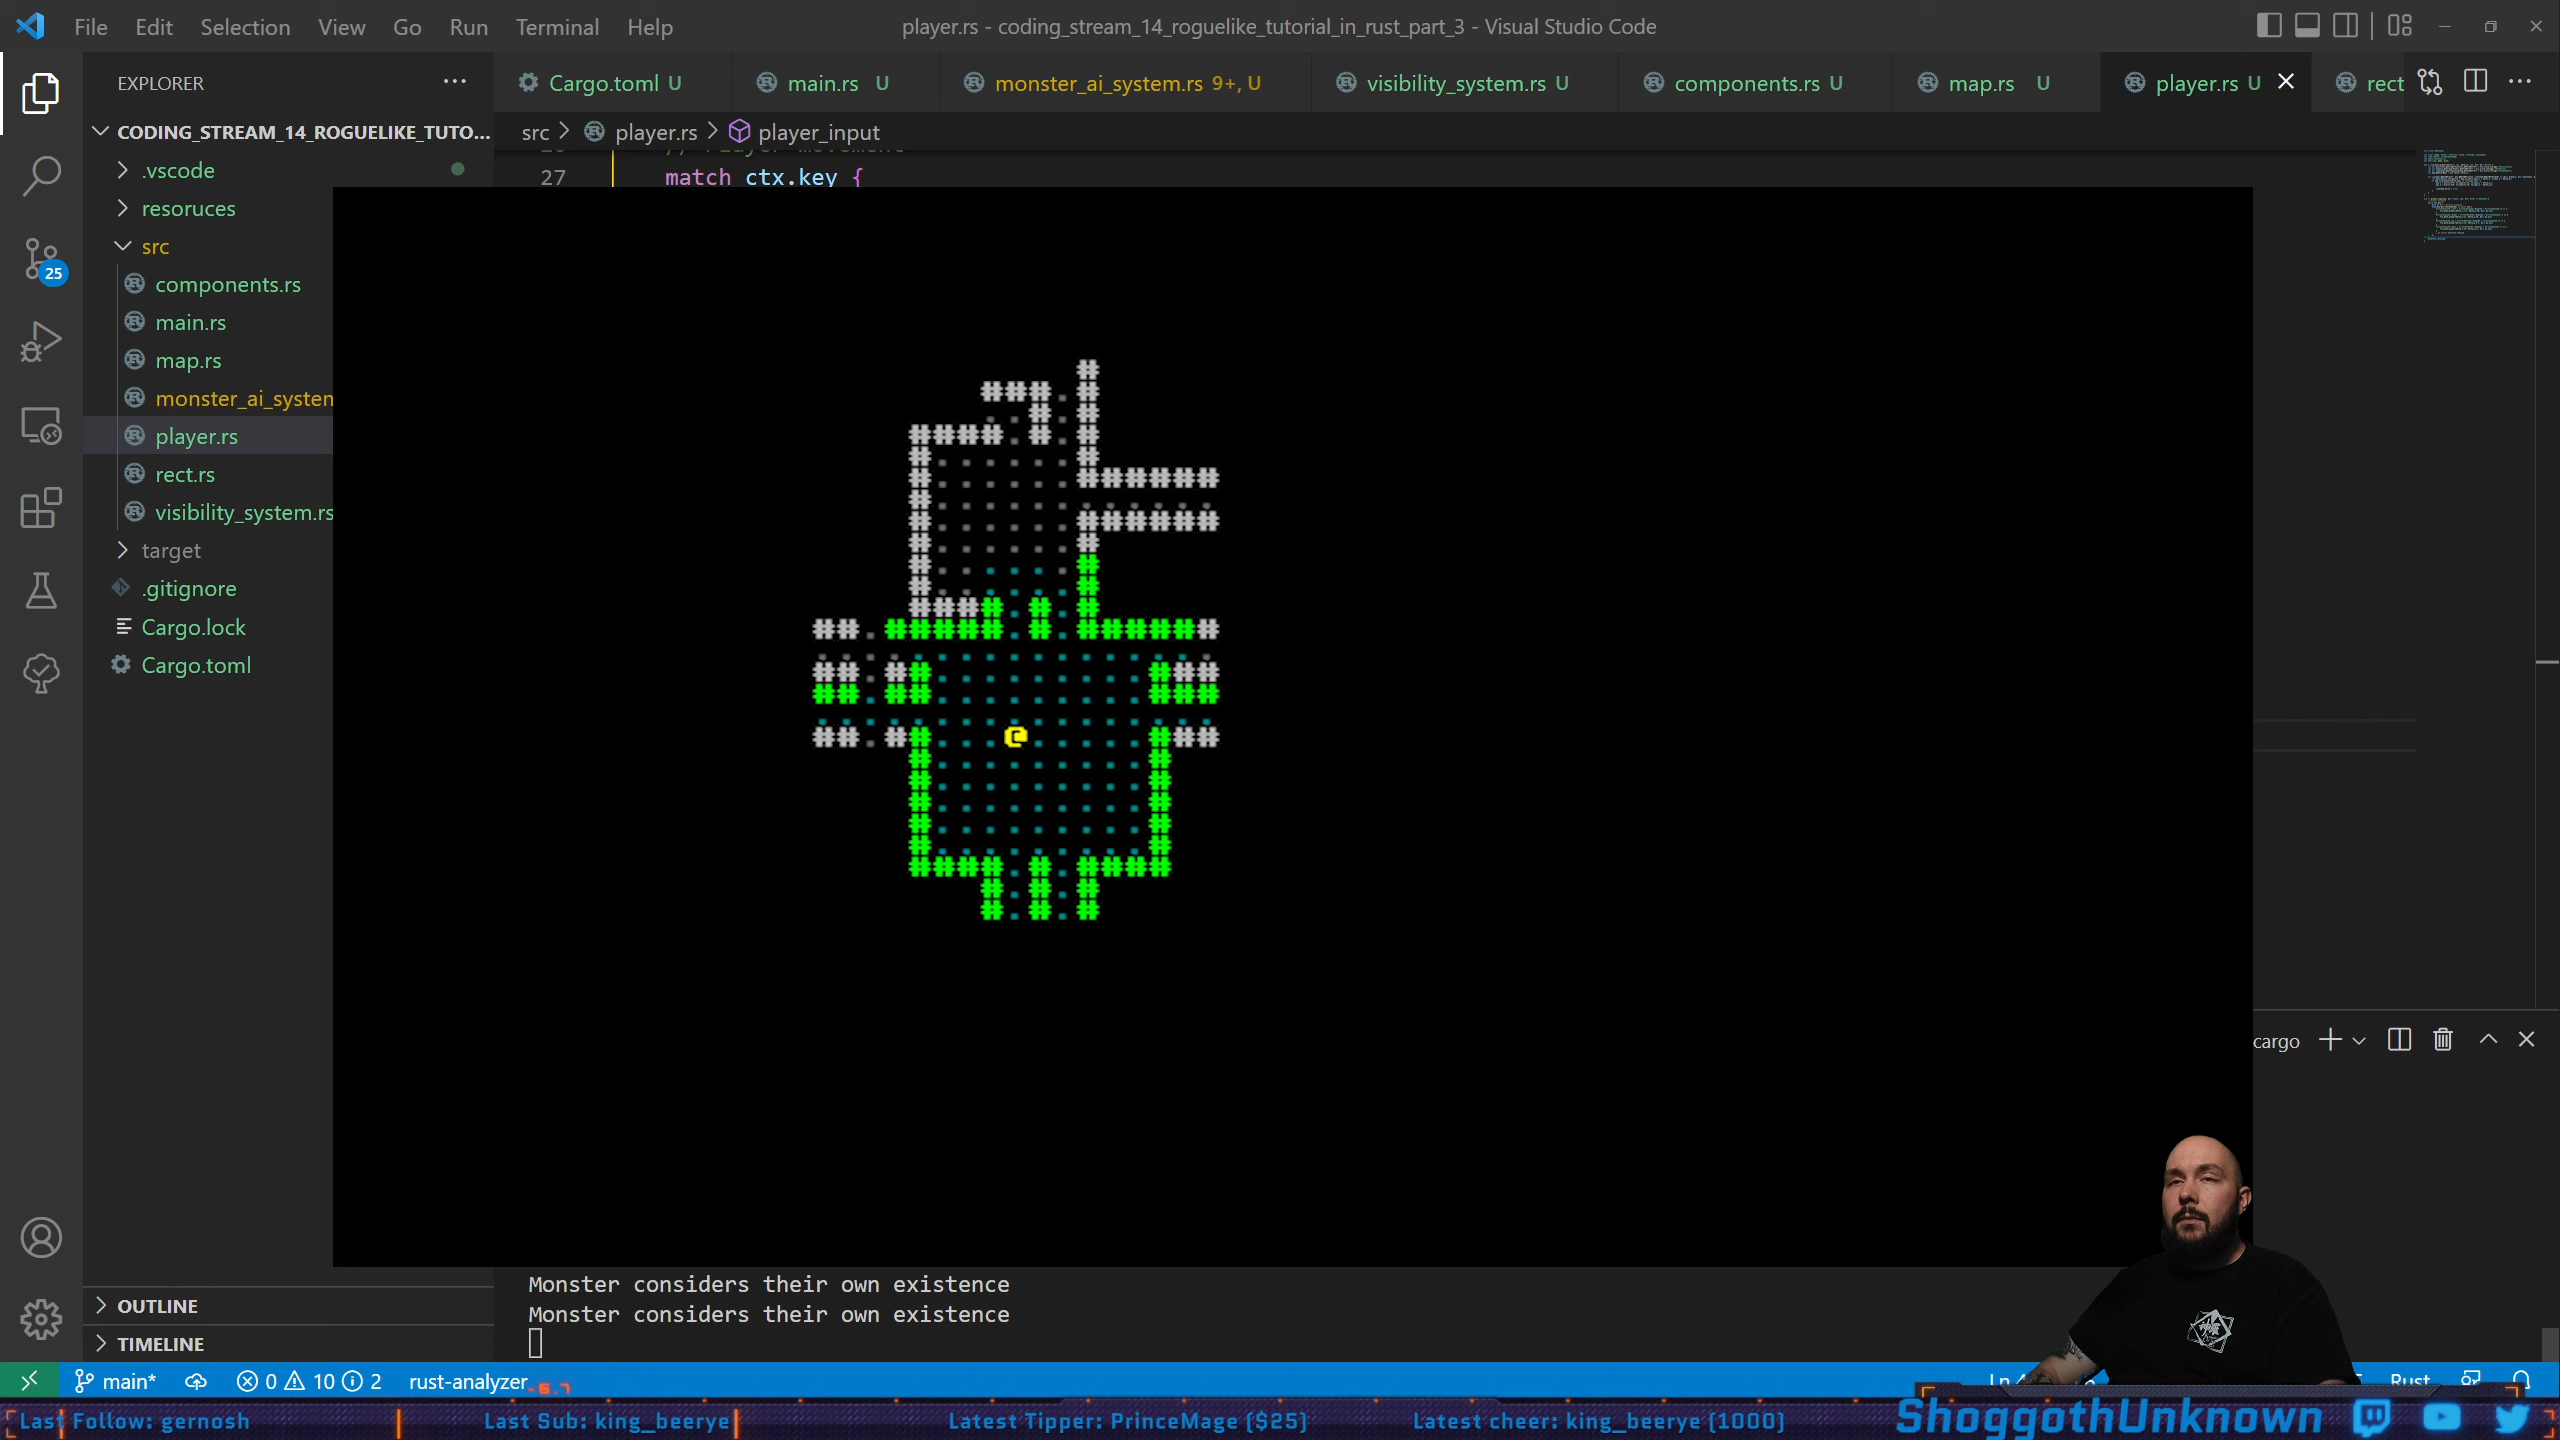 File Edit Selection View Go Run Terminal Help
player.rs - coding_stream_14_roguelike_tutorial_in_rust_part_3 - Visual Studio Code
EXPLORER
Cargo.toml U
main.rs U
monster_ai_system.rs 9+, U
visibility_system.rs U
components.rs U
map.rs U
player.rs U
rect
CODING_STREAM_14_ROGUELIKE_TUTO...
src > player.rs > player_input
.vscode
27 match ctx.key {
resoruces
src
25
components.rs
main.rs
map.rs
monster_ai_system
player.rs
rect.rs
visibility_system.rs
target
.gitignore
Cargo.lock
Cargo.toml
cargo
Monster considers their own existence
Monster considers their own existence
OUTLINE
TIMELINE
main* 0 10 2 rust-analyzer
Rust
Last Follow: gernosh
Last Sub: king_beerye
Latest Tipper: PrinceMage ($25)
Latest cheer: king_beerye (1000)
ShoggothUnknown